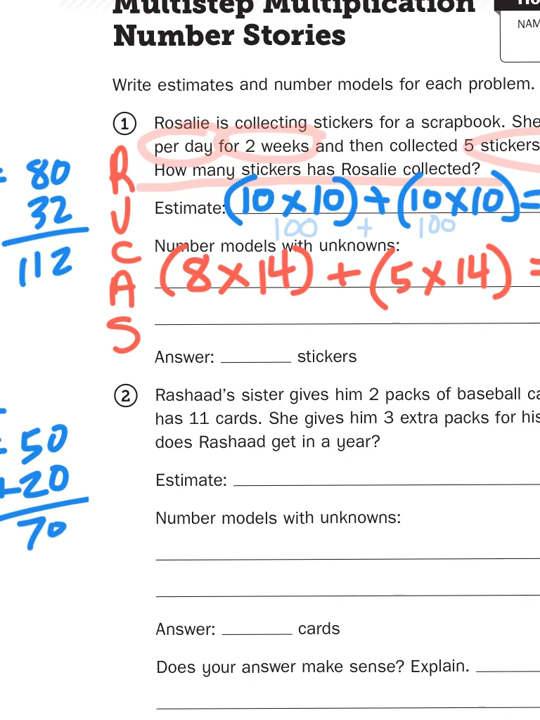 Multistep Multiplication
Number Stories
NAM
Write estimates and number models for each problem.
① Rosalie is collecting stickers for a scrapbook. She
per day for 2 weeks and then collected 5 stickers
How many stickers has Rosalie collected?
Estimate: (10 × 10) + (10 × 10) =
100 + 100
Number models with unknowns:
(8 × 14) + (5 × 14) =
R
U
C
A
S
= 80
32
112
Answer: ________ stickers
② Rashaad's sister gives him 2 packs of baseball ca
has 11 cards. She gives him 3 extra packs for his
does Rashaad get in a year?
Estimate:
Number models with unknowns:
= 50
+20
70
Answer: ________ cards
Does your answer make sense? Explain.